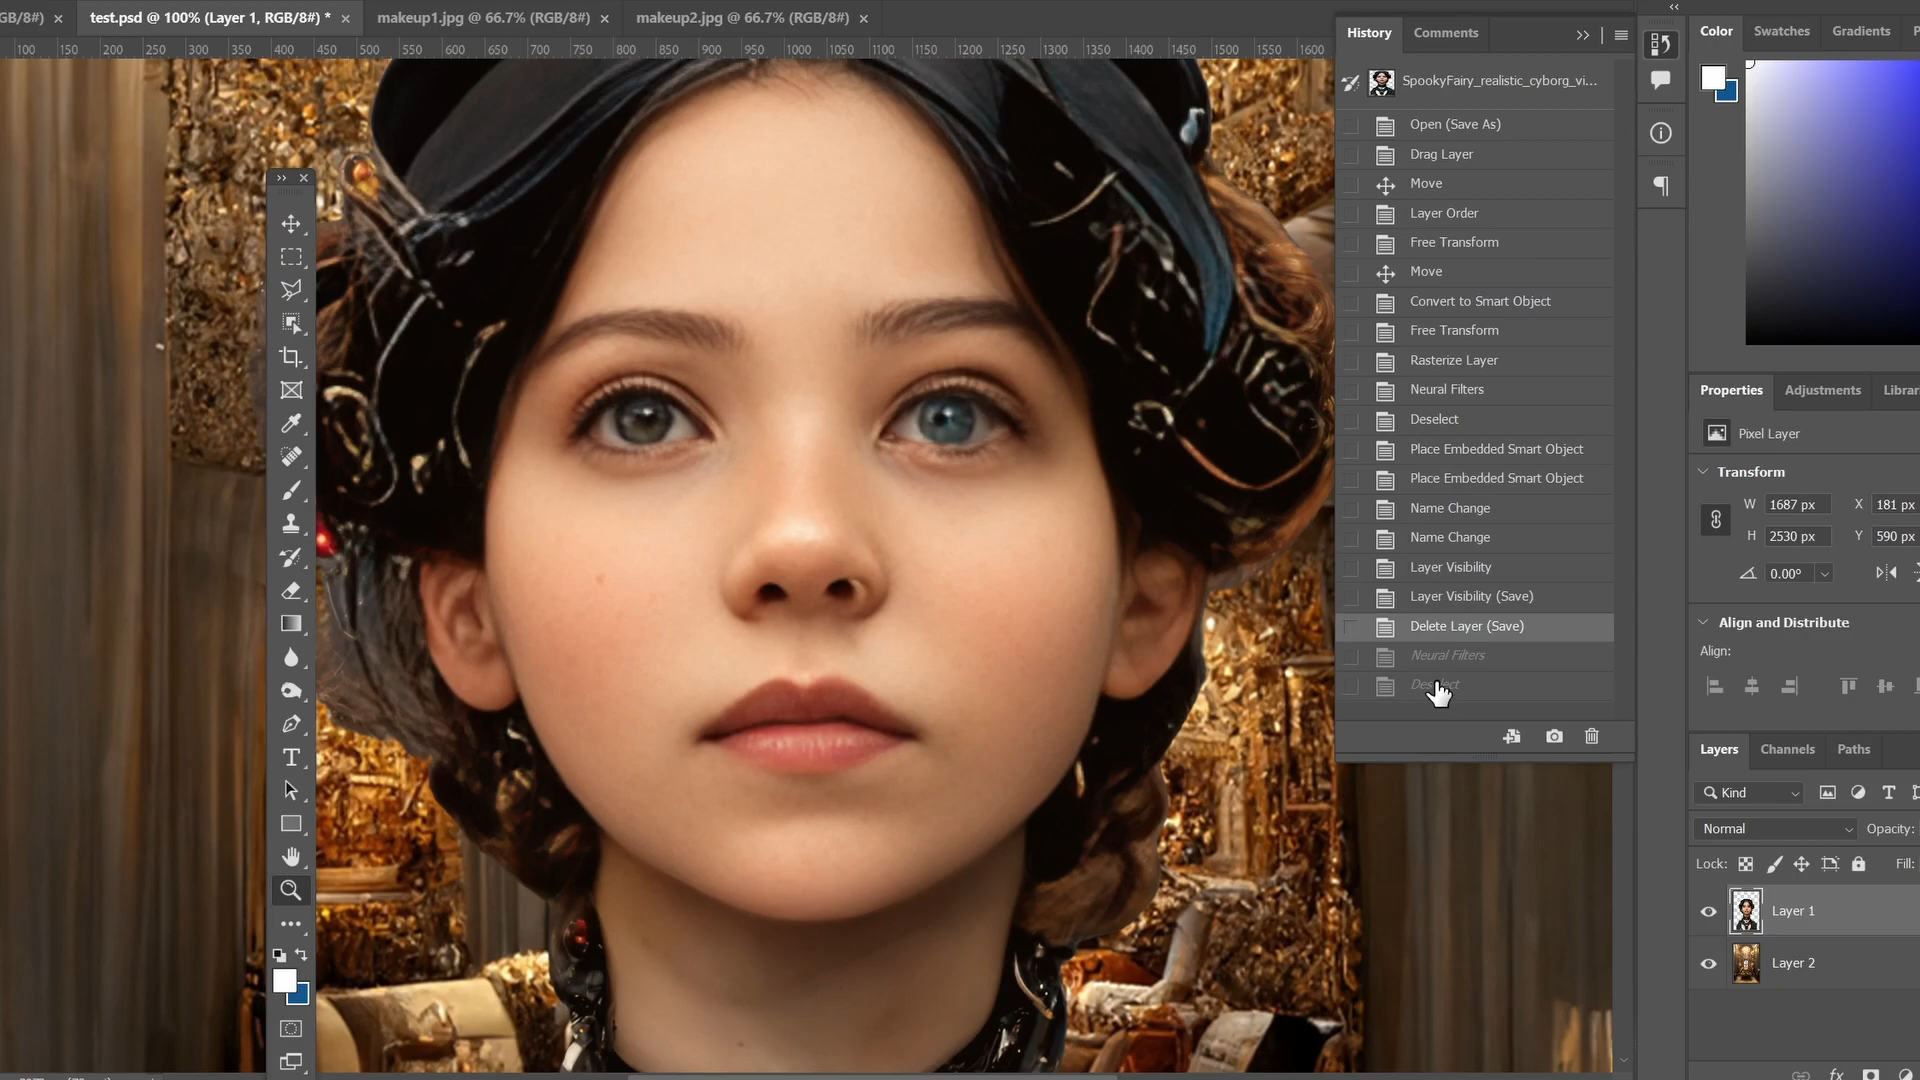 GB/8#)
test.psd @ 100% (Layer 1, RGB/8#) *
makeup1.jpg @ 66.7% (RGB/8#)
makeup2.jpg @ 66.7% (RGB/8#)
100 150 200 250 300 350 400 450 500 550 600 650 700 750 800 850 900 950 1000 1050 1100 1150 1200 1250 1300 1350 1400 1450 1500 1550 1600
History
Comments
SpookyFairy_realistic_cyborg_vi...
Open (Save As)
Drag Layer
Move
Layer Order
Free Transform
Move
Convert to Smart Object
Free Transform
Rasterize Layer
Neural Filters
Deselect
Place Embedded Smart Object
Place Embedded Smart Object
Name Change
Name Change
Layer Visibility
Layer Visibility (Save)
Delete Layer (Save)
Neural Filters
Deselect
Color
Swatches
Gradients
P
Properties
Adjustments
Librar
Pixel Layer
Transform
W 1687 px X 181 px
H 2530 px Y 590 px
0.00°
Align and Distribute
Align:
Layers
Channels
Paths
Kind
Normal
Opacity:
Lock:
Fill:
Layer 1
Layer 2
fx